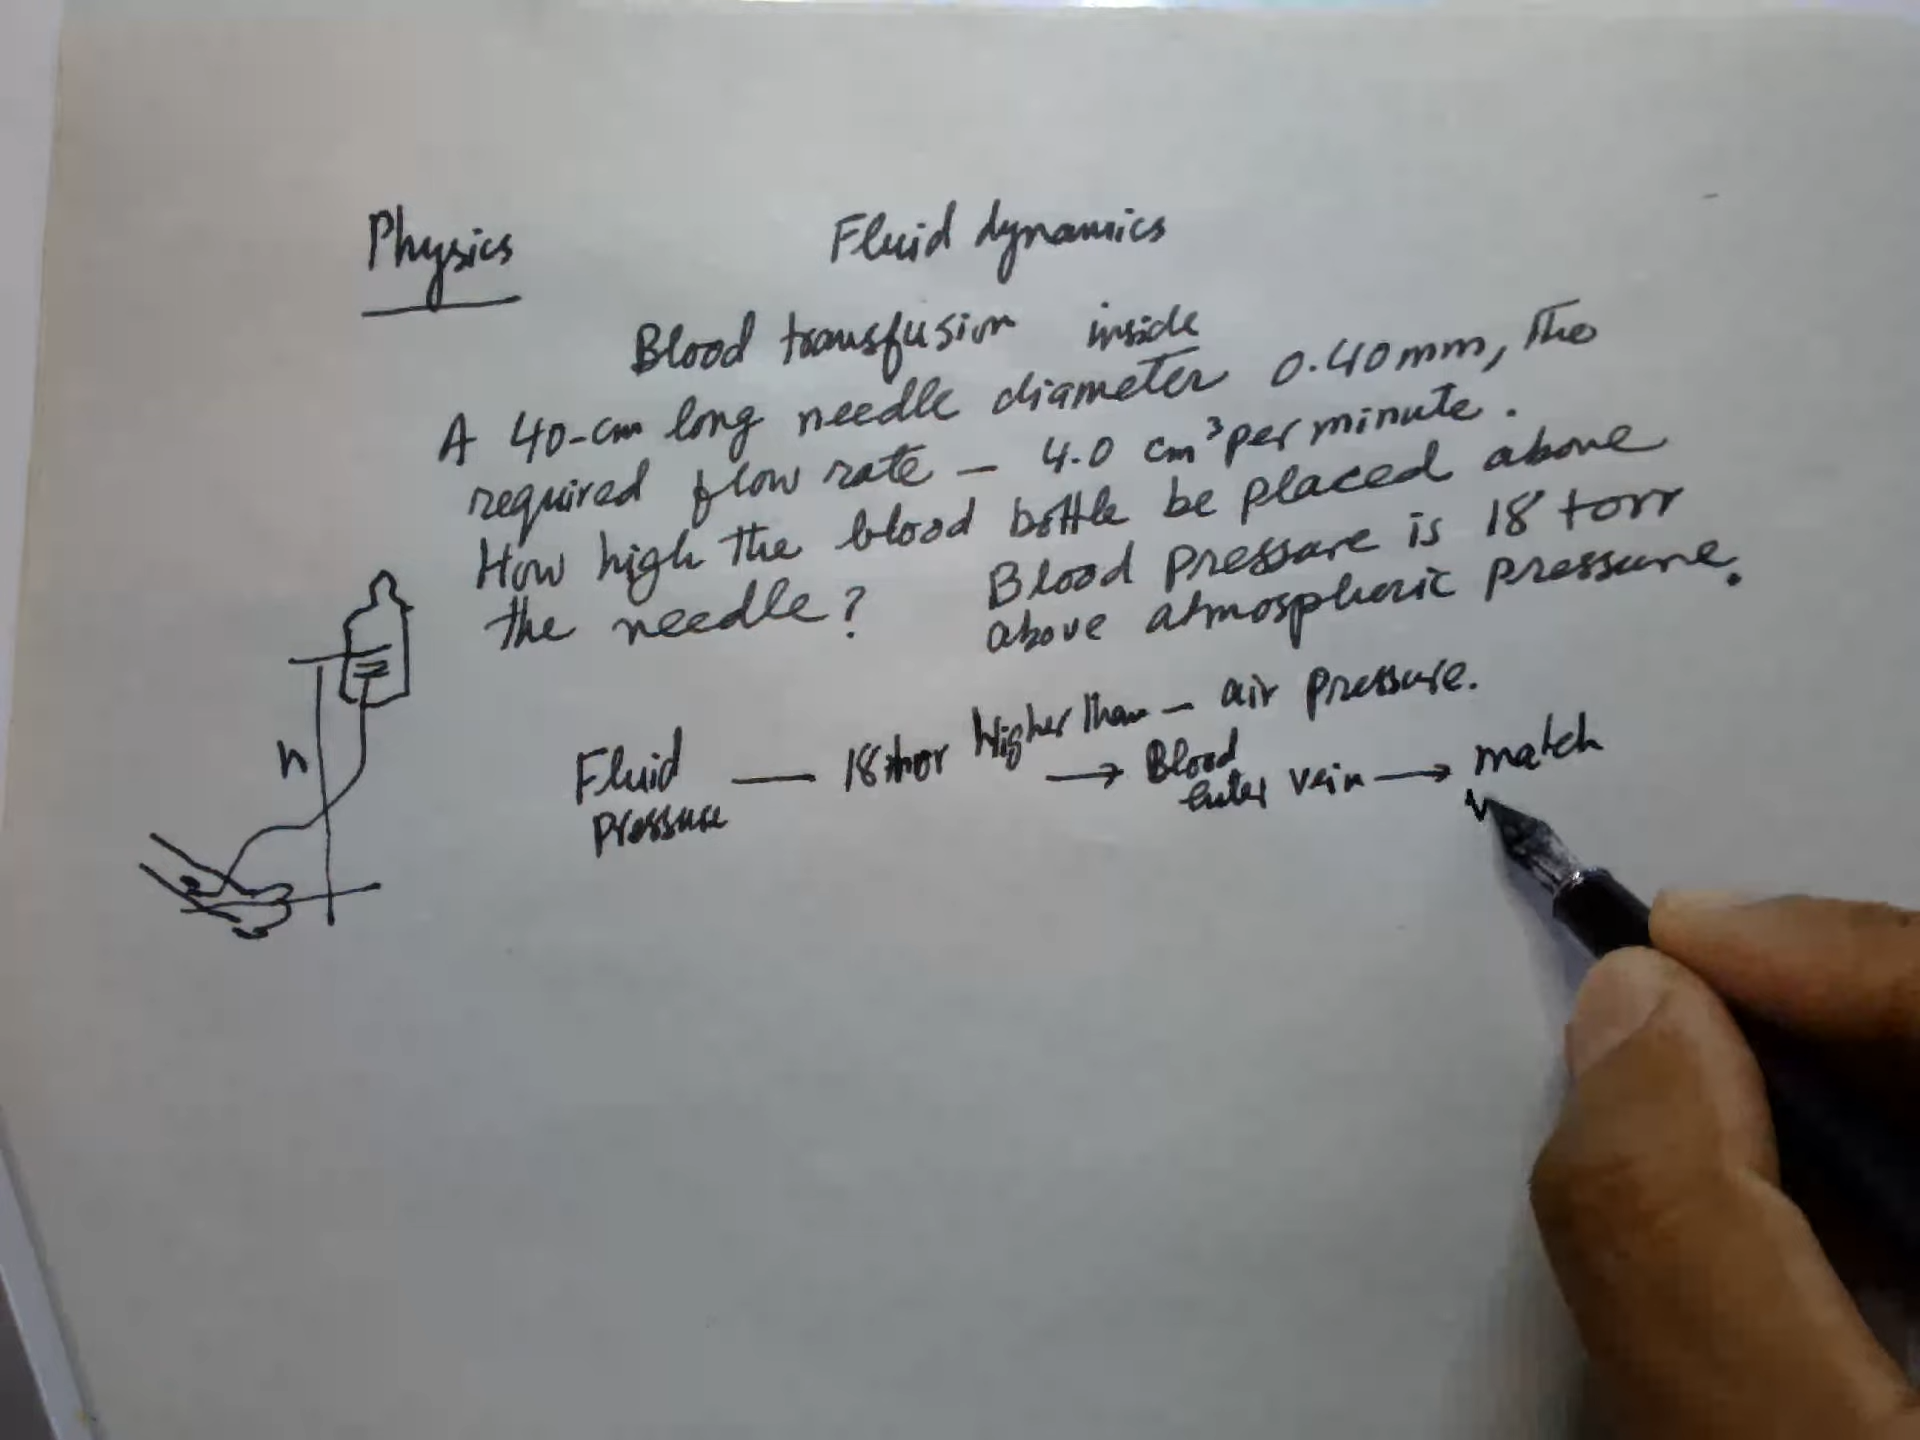 Physics
Fluid dynamics
Blood transfusion
inside
A 40-cm long needle diameter 0.40mm, the
required flow rate — 4.0 cm³ per minute.
How high the blood bottle be placed above
the needle? Blood pressure is 18 torr
above atmospheric pressure.
Fluid pressure — 18 torr higher than — air pressure.
→ Blood enter vein → match
h